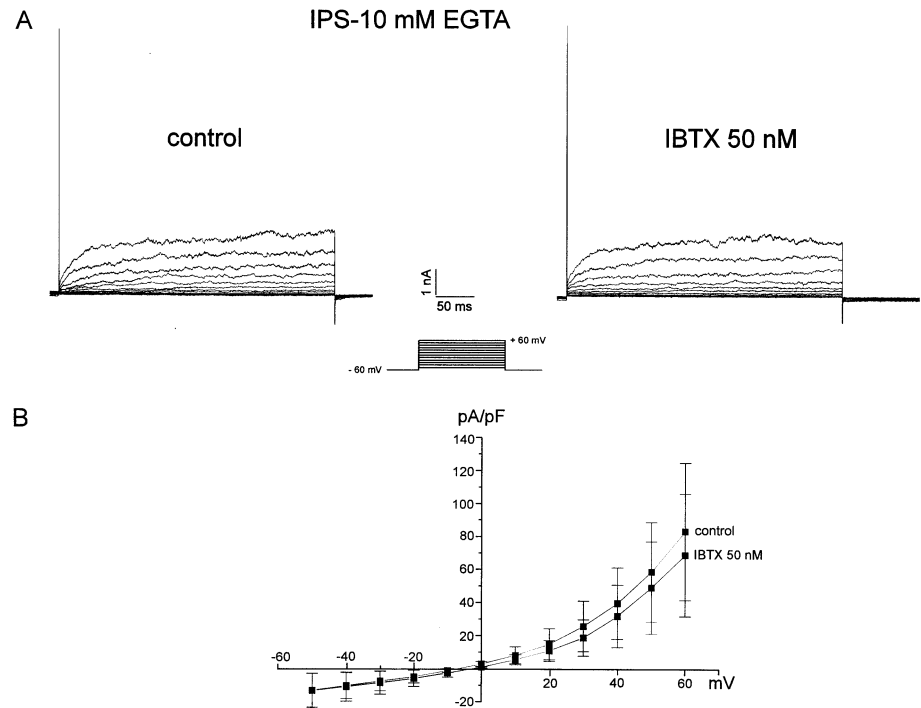 A
IPS-10 mM EGTA
control
IBTX 50 nM
1 nA
50 ms
+ 60 mV
- 60 mV
B
pA/pF
140
120
100
80
60
40
20
-20
control
IBTX 50 nM
-60
-40
-20
20
40
60
mV